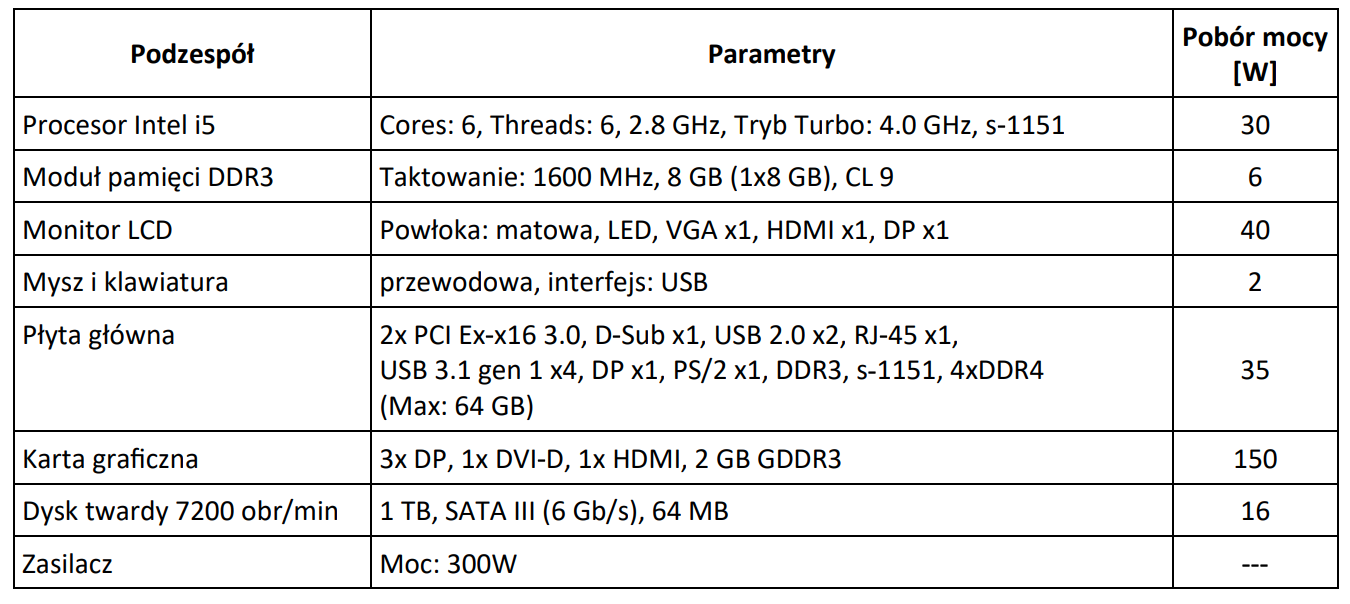 Podzespół Parametry Pobór mocy
[W]
Procesor Intel i5 Cores: 6, Threads: 6, 2.8 GHz, Tryb Turbo: 4.0 GHz, s-1151 30
Moduł pamięci DDR3 Taktowanie: 1600 MHz, 8 GB (1x8 GB), CL 9 6
Monitor LCD Powłoka: matowa, LED, VGA x1, HDMI x1, DP x1 40
Mysz i klawiatura przewodowa, interfejs: USB 2
Płyta główna 2x PCI Ex-x16 3.0, D-Sub x1, USB 2.0 x2, RJ-45 x1,
USB 3.1 gen 1 x4, DP x1, PS/2 x1, DDR3, s-1151, 4xDDR4 35
(Max: 64 GB)
Karta graficzna 3x DP, 1x DVI-D, 1x HDMI, 2 GB GDDR3 150
Dysk twardy 7200 obr/min 1 TB, SATA III (6 Gb/s), 64 MB 16
Zasilacz Moc: 300W ---